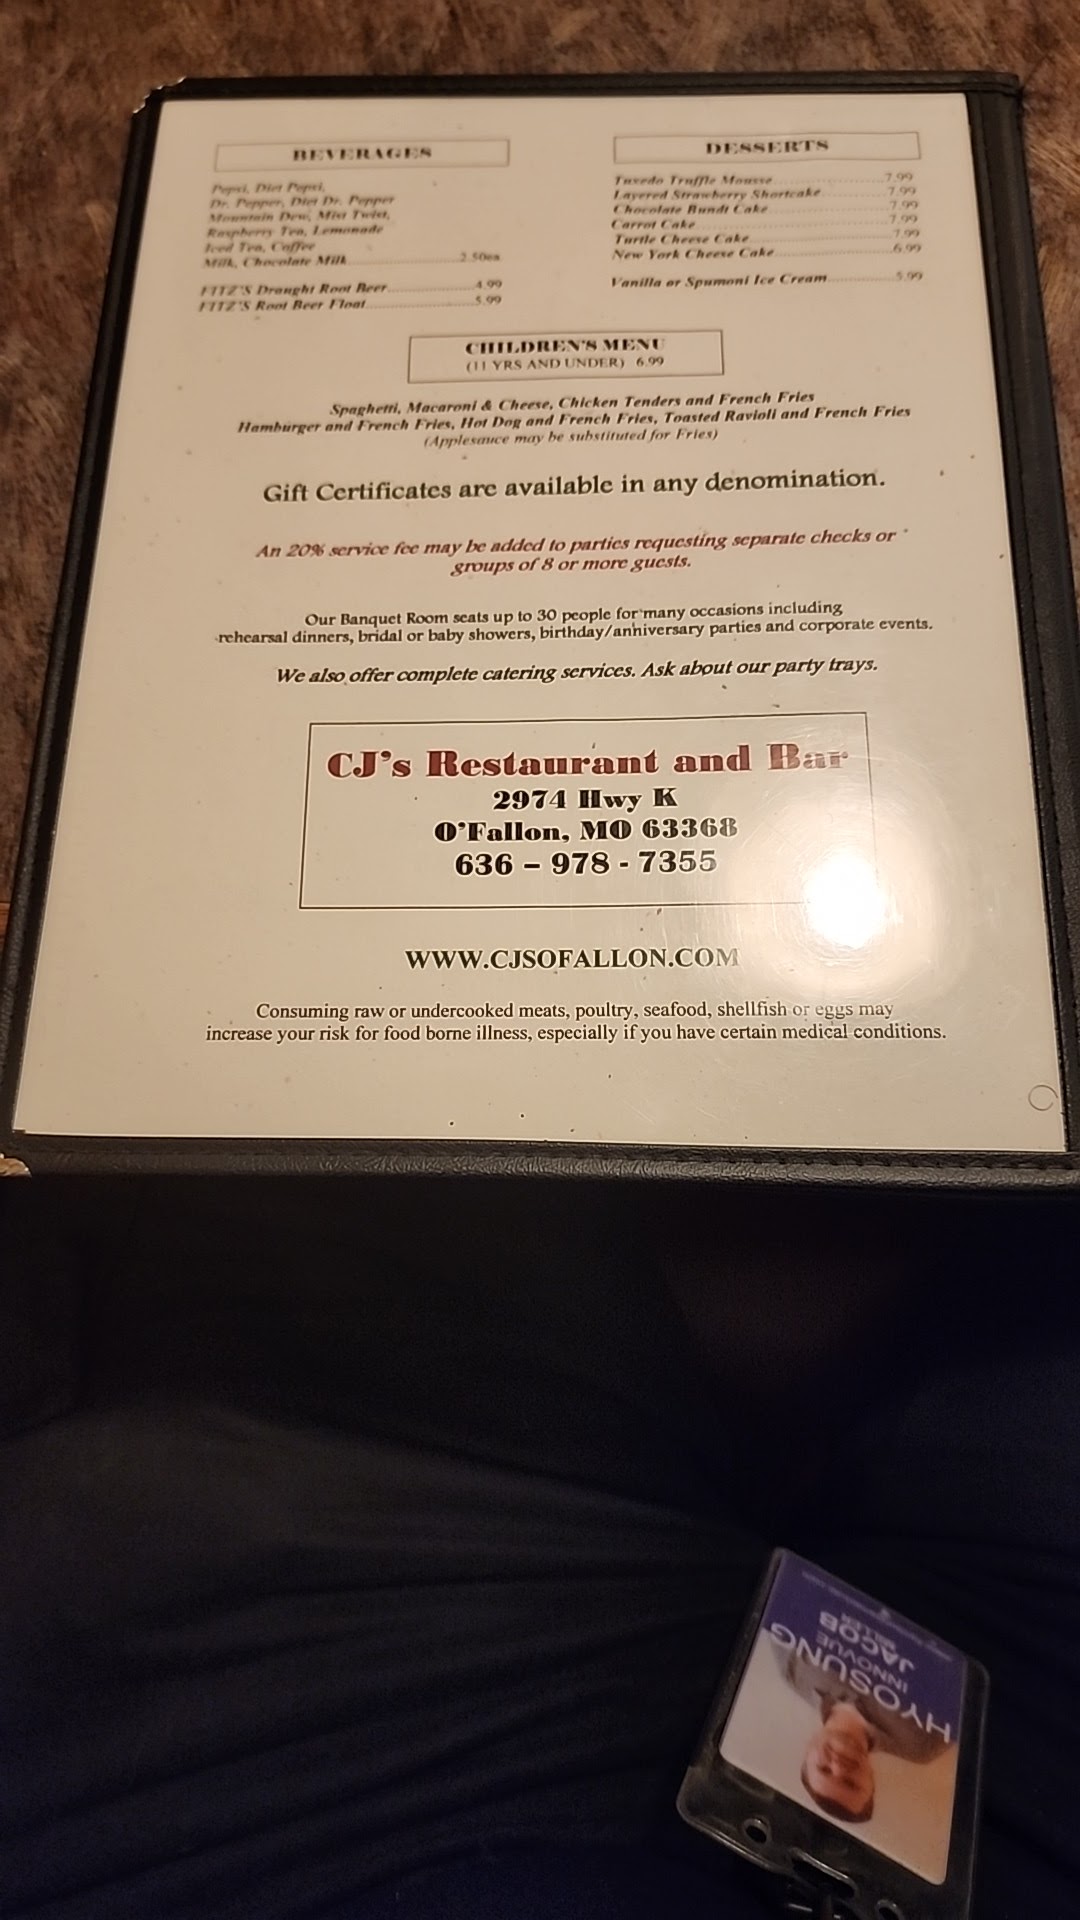 BEVERAGES
Pepsi, Diet Pepsi,
Dr. Pepper, Diet Dr. Pepper
Mountain Dew, Mist Twist,
Raspberry Tea, Lemonade
Iced Tea, Coffee
Milk, Chocolate Milk 2.50ea
FITZ'S Draught Root Beer 4.99
FITZ'S Root Beer Float 5.99
DESSERTS
Tuxedo Truffle Mousse 7.99
Layered Strawberry Shortcake 7.99
Chocolate Bundt Cake 7.99
Carrot Cake 7.99
Turtle Cheese Cake 7.99
New York Cheese Cake 6.99
Vanilla or Spumoni Ice Cream 5.99
CHILDREN'S MENU
(11 YRS AND UNDER) 6.99
Spaghetti, Macaroni & Cheese, Chicken Tenders and French Fries
Hamburger and French Fries, Hot Dog and French Fries, Toasted Ravioli and French Fries
(Applesauce may be substituted for Fries)
Gift Certificates are available in any denomination.
An 20% service fee may be added to parties requesting separate checks or
groups of 8 or more guests.
Our Banquet Room seats up to 30 people for many occasions including
rehearsal dinners, bridal or baby showers, birthday/anniversary parties and corporate events.
We also offer complete catering services. Ask about our party trays.
CJ's Restaurant and Bar
2974 Hwy K
O'Fallon, MO 63368
636 – 978 - 7355
WWW.CJSOFALLON.COM
Consuming raw or undercooked meats, poultry, seafood, shellfish or eggs may
increase your risk for food borne illness, especially if you have certain medical conditions.
HYOSUNG
INNOVUE
JACOB